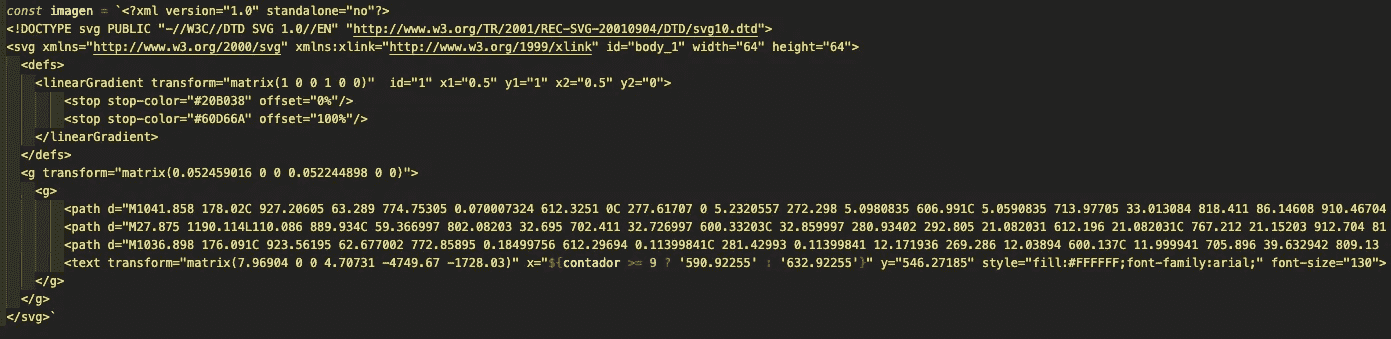 const imagen = `<?xml version="1.0" standalone="no"?>
<!DOCTYPE svg PUBLIC "-//W3C//DTD SVG 1.0//EN" "http://www.w3.org/TR/2001/REC-SVG-20010904/DTD/svg10.dtd">
<svg xmlns="http://www.w3.org/2000/svg" xmlns:xlink="http://www.w3.org/1999/xlink" id="body_1" width="64" height="64">
<defs>
<linearGradient transform="matrix(1 0 0 1 0 0)"  id="1" x1="0.5" y1="1" x2="0.5" y2="0">
<stop stop-color="#20B038" offset="0%"/>
<stop stop-color="#60D66A" offset="100%"/>
</linearGradient>
</defs>
<g transform="matrix(0.052459016 0 0 0.052244898 0 0)">
<g>
<path d="M1041.858 178.02C 927.20605 63.289 774.75305 0.070007324 612.3251 0C 277.61707 0 5.2320557 272.298 5.0980835 606.991C 5.0590835 713.97705 33.013084 818.411 86.14608 910.46704
<path d="M27.875 1190.114L110.086 889.934C 59.366997 802.08203 32.695 702.411 32.726997 600.33203C 32.859997 280.93402 292.805 21.082031 612.196 21.082031C 767.212 21.15203 912.704 81
<path d="M1036.898 176.091C 923.56195 62.677002 772.85895 0.18499756 612.29694 0.11399841C 281.42993 0.11399841 12.171936 269.286 12.03894 600.137C 11.999941 705.896 39.632942 809.13
<text transform="matrix(7.96904 0 0 4.70731 -4749.67 -1728.03)" x="${contador >= 9 ? '590.92255' : '632.92255'}" y="546.27185" style="fill:#FFFFFF;font-family:arial;" font-size="130">
</g>
</g>
</svg>`